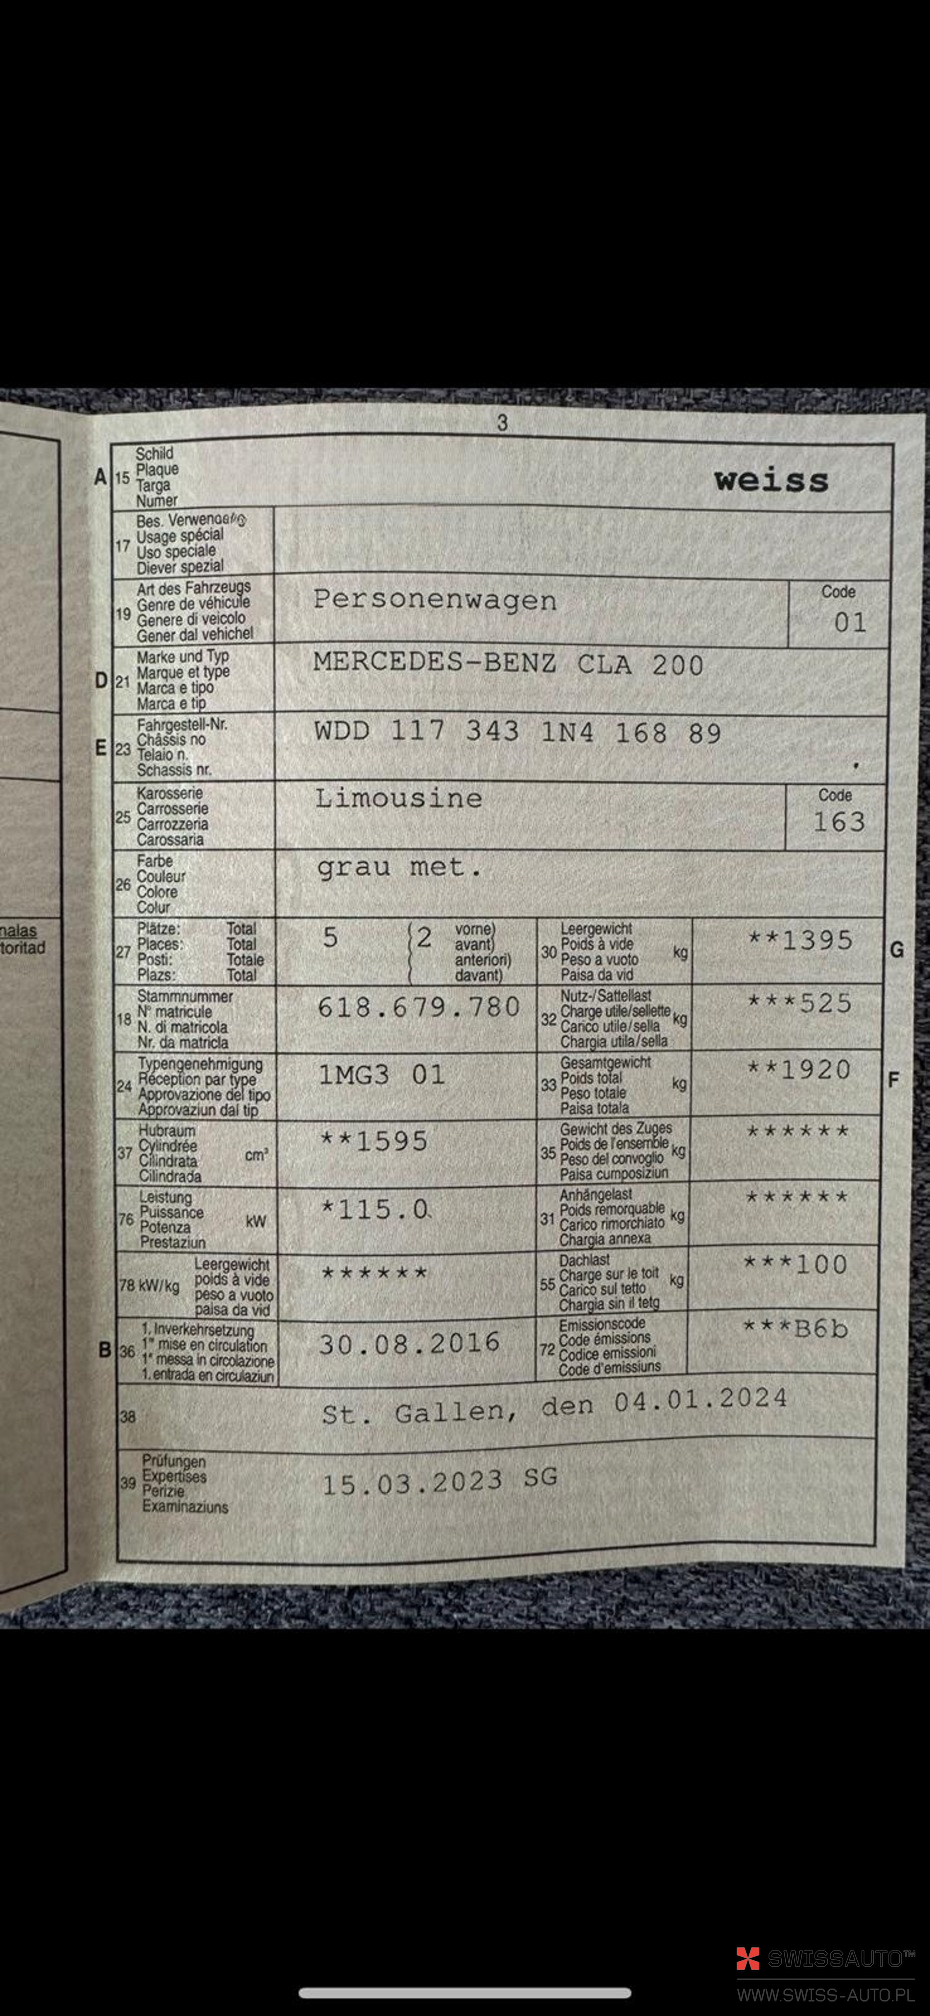 3
A 15 Schild
Plaque
Targa
Numer
weiss
17 Bes. Verwendung
Usage spécial
Uso speciale
Diever spezial
19 Art des Fahrzeugs
Genre de véhicule
Genere di veicolo
Gener dal vehichel
Personenwagen
Code
01
D 21 Marke und Typ
Marque et type
Marca e tipo
Marca e tip
MERCEDES-BENZ CLA 200
E 23 Fahrgestell-Nr.
Châssis no
Telaio n.
Schassis nr.
WDD 117 343 1N4 168 89
25 Karosserie
Carrosserie
Carrozzeria
Carossaria
Limousine
Code
163
26 Farbe
Couleur
Colore
Colur
grau met.
nalas
toritad
27 Plätze: Total
Places: Total
Posti: Totale
Plazs: Total
5 (2 vorne)
avant)
anteriori)
davant)
30 Leergewicht
Poids à vide kg
Peso a vuoto
Paisa da vid
**1395
G
18 Stammnummer
N° matricule
N. di matricola
Nr. da matricla
618.679.780
32 Nutz-/Sattellast
Charge utile/sellette kg
Carico utile/sella
Chargia utila/sella
***525
24 Typengenehmigung
Réception par type
Approvazione del tipo
Approvaziun dal tip
1MG3 01
33 Gesamtgewicht
Poids total kg
Peso totale
Paisa totala
**1920
F
37 Hubraum
Cylindrée cm³
Cilindrata
Cilindrada
**1595
35 Gewicht des Zuges
Poids de l'ensemble kg
Peso del convoglio
Paisa cumposiziun
******
76 Leistung
Puissance kW
Potenza
Prestaziun
*115.0
31 Anhängelast
Poids remorquable kg
Carico rimorchiato
Chargia annexa
******
78 kW/kg Leergewicht
poids à vide
peso a vuoto
paisa da vid
******
55 Dachlast
Charge sur le toit kg
Carico sul tetto
Chargia sin il tetg
***100
B 36 1. Inverkehrsetzung
1re mise en circulation
1a messa in circolazione
1. entrada en circulaziun
30.08.2016
72 Emissionscode
Code émissions
Codice emissioni
Code d'emissiuns
***B6b
38 St. Gallen, den 04.01.2024
39 Prüfungen
Expertises
Perizie
Examinaziuns
15.03.2023 SG
SWISSAUTO™
WWW.SWISS-AUTO.PL